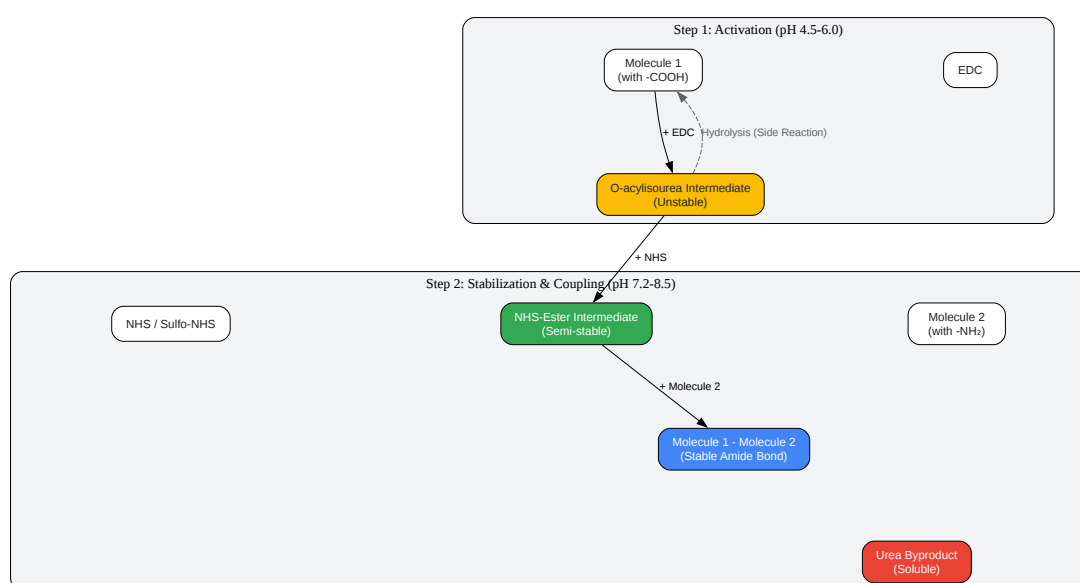 Step 1: Activation (pH 4.5-6.0)
Molecule 1
(with -COOH)
EDC
+ EDC
Hydrolysis (Side Reaction)
O-acylisourea Intermediate
(Unstable)
+ NHS
Step 2: Stabilization & Coupling (pH 7.2-8.5)
NHS / Sulfo-NHS
NHS-Ester Intermediate
(Semi-stable)
Molecule 2
(with -NH₂)
+ Molecule 2
Molecule 1 - Molecule 2
(Stable Amide Bond)
Urea Byproduct
(Soluble)